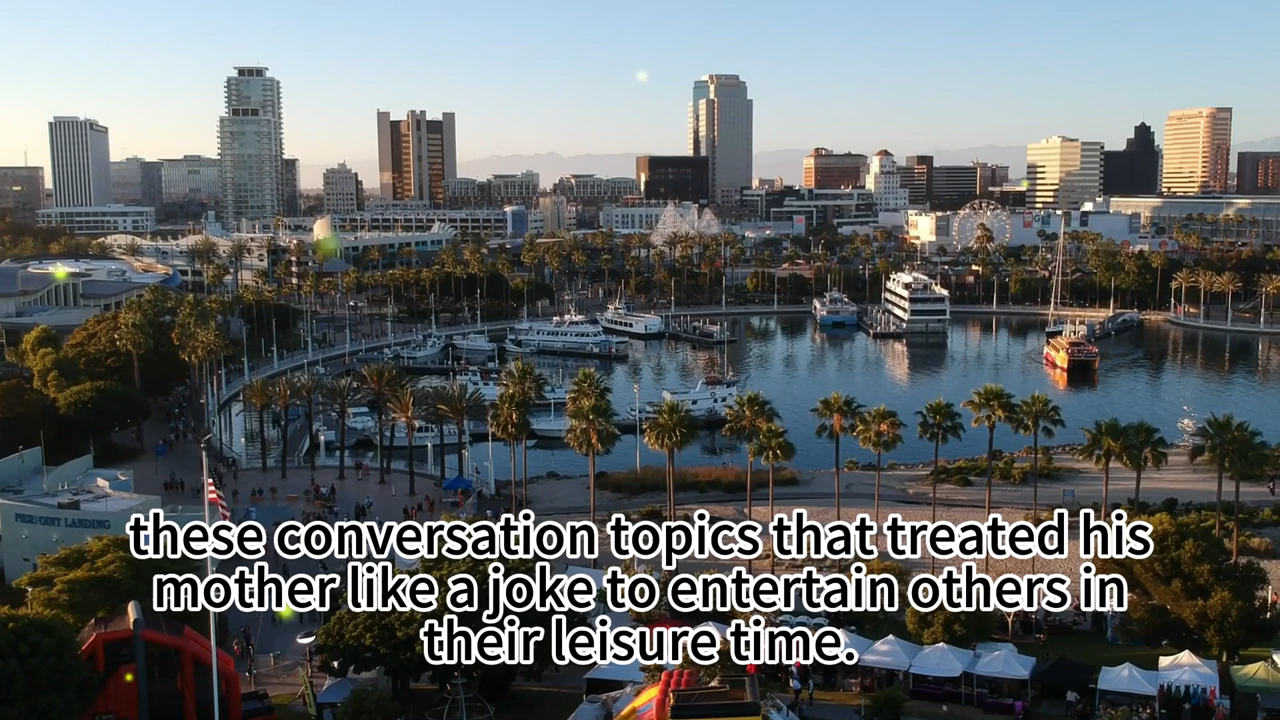 PIERPOINT LANDING
these conversation topics that treated his
mother like a joke to entertain others in
their leisure time.